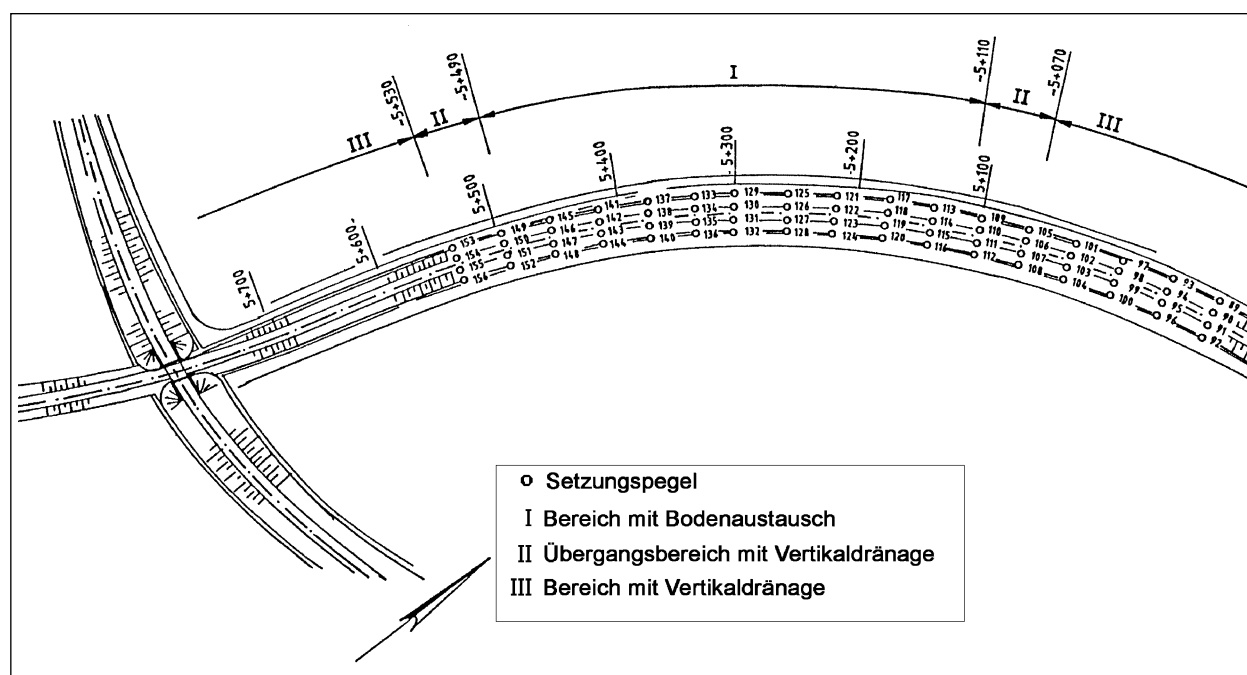 I
-5+530
-5+490
-5+110
-5+070
III
II
II
III
5+700
5+600-
5+500
5+400
-5+300
-5+200
5+100
153 149 145 141 137 133 129 125 121 117 113 109 105 101 97 93 89
154 150 146 142 138 134 130 126 122 118 114 110 106 102 98 94 90
155 151 147 143 139 135 131 127 123 119 115 111 107 103 99 95 91
156 152 148 144 140 136 132 128 124 120 116 112 108 104 100 96 92
o Setzungspegel
I Bereich mit Bodenaustausch
II Übergangsbereich mit Vertikaldränage
III Bereich mit Vertikaldränage